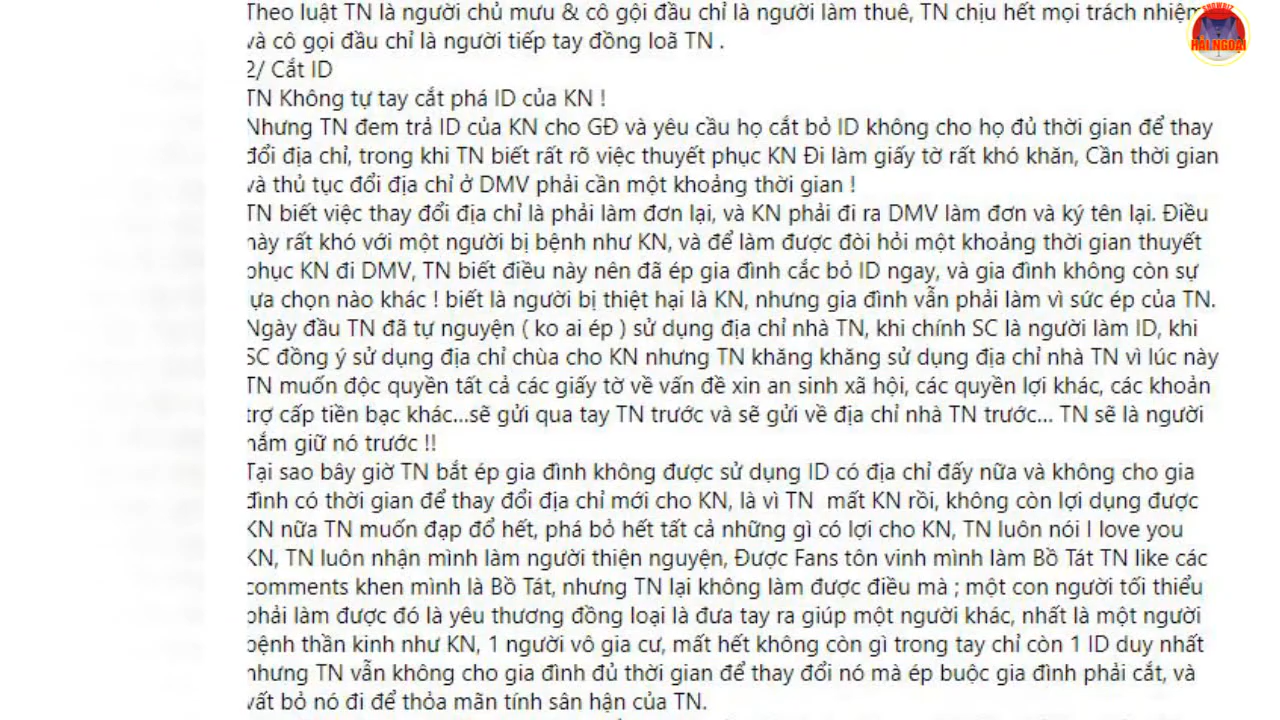 Theo luật TN là người chủ mưu & cô gội đầu chỉ là người làm thuê, TN chịu hết mọi trách nhiệm
và cô gọi đầu chỉ là người tiếp tay đồng loã TN .
2/ Cắt ID
TN Không tự tay cắt phá ID của KN !
Nhưng TN đem trả ID của KN cho GĐ và yêu cầu họ cắt bỏ ID không cho họ đủ thời gian để thay
đổi địa chỉ, trong khi TN biết rất rõ việc thuyết phục KN Đi làm giấy tờ rất khó khăn, Cần thời gian
và thủ tục đổi địa chỉ ở DMV phải cần một khoảng thời gian !
TN biết việc thay đổi địa chỉ là phải làm đơn lại, và KN phải đi ra DMV làm đơn và ký tên lại. Điều
này rất khó với một người bị bệnh như KN, và để làm được đòi hỏi một khoảng thời gian thuyết
phục KN đi DMV, TN biết điều này nên đã ép gia đình cắc bỏ ID ngay, và gia đình không còn sự
lựa chọn nào khác ! biết là người bị thiệt hại là KN, nhưng gia đình vẫn phải làm vì sức ép của TN.
Ngày đầu TN đã tự nguyện ( ko ai ép ) sử dụng địa chỉ nhà TN, khi chính SC là người làm ID, khi
SC đồng ý sử dụng địa chỉ chùa cho KN nhưng TN khăng khăng sử dụng địa chỉ nhà TN vì lúc này
TN muốn độc quyền tất cả các giấy tờ về vấn đề xin an sinh xã hội, các quyền lợi khác, các khoản
trợ cấp tiền bạc khác...sẽ gửi qua tay TN trước và sẽ gửi về địa chỉ nhà TN trước... TN sẽ là người
nắm giữ nó trước !!
Tại sao bây giờ TN bắt ép gia đình không được sử dụng ID có địa chỉ đấy nữa và không cho gia
đình có thời gian để thay đổi địa chỉ mới cho KN, là vì TN mất KN rồi, không còn lợi dụng được
KN nữa TN muốn đạp đổ hết, phá bỏ hết tất cả những gì có lợi cho KN, TN luôn nói I love you
KN, TN luôn nhận mình làm người thiện nguyện, Được Fans tôn vinh mình làm Bồ Tát TN like các
comments khen mình là Bồ Tát, nhưng TN lại không làm được điều mà ; một con người tối thiểu
phải làm được đó là yêu thương đồng loại là đưa tay ra giúp một người khác, nhất là một người
bệnh thần kinh như KN, 1 người vô gia cư, mất hết không còn gì trong tay chỉ còn 1 ID duy nhất
nhưng TN vẫn không cho gia đình đủ thời gian để thay đổi nó mà ép buộc gia đình phải cắt, và
vất bỏ nó đi để thỏa mãn tính sân hận của TN.
HẢI NGOẠI